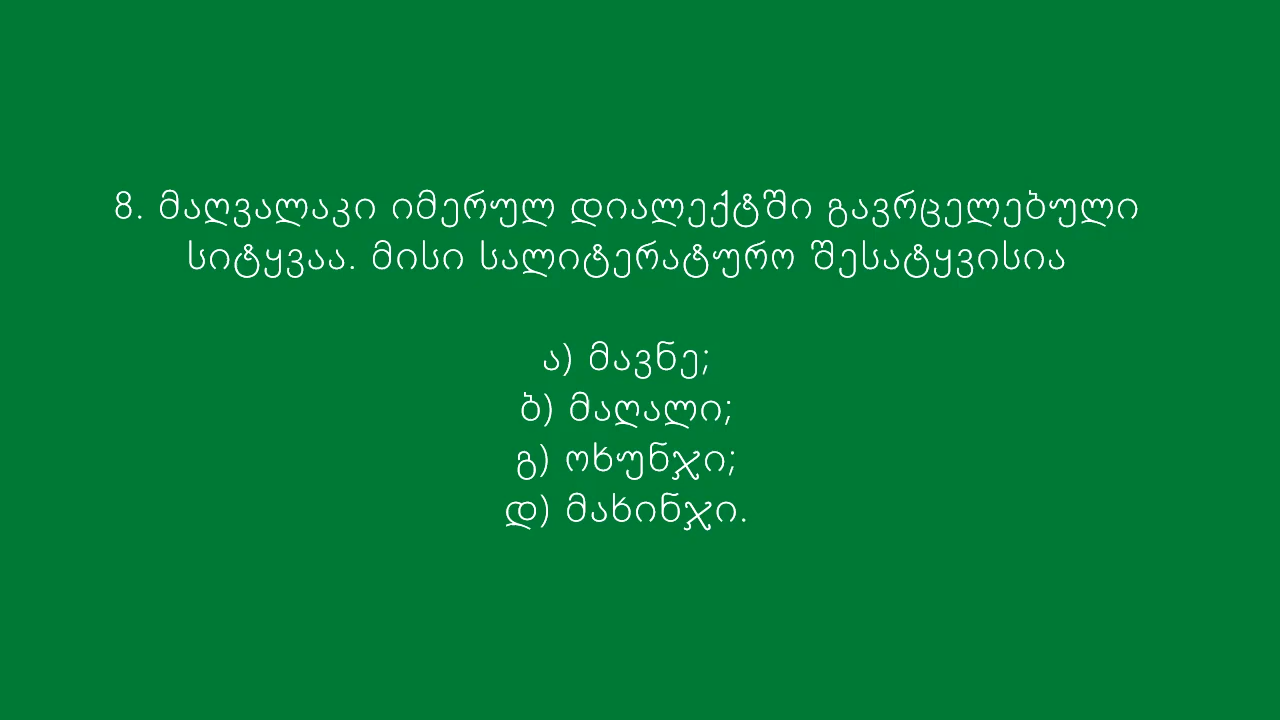 8. მაღვალაკი იმერულ დიალექტში გავრცელებული
სიტყვაა. მისი სალიტერატურო შესატყვისია
ა) მავნე;
ბ) მაღალი;
გ) ოხუნჯი;
დ) მახინჯი.